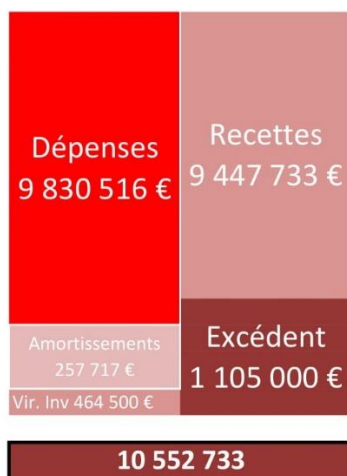 Dépenses
9 830 516 €
Amortissements
257 717 €
Vir. Inv 464 500 €
Recettes
9 447 733 €
Excédent
1 105 000 €
10 552 733